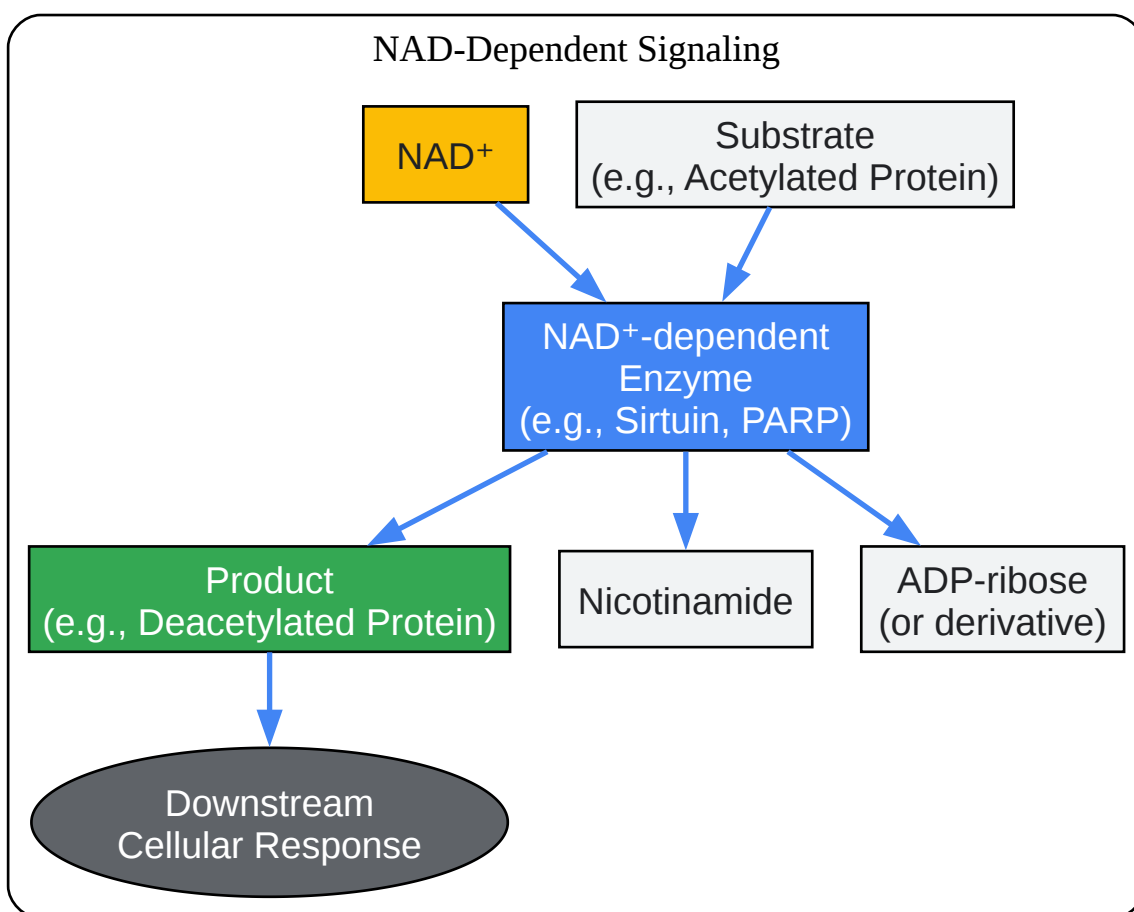 NAD-Dependent Signaling
NAD⁺
Substrate
(e.g., Acetylated Protein)
NAD⁺-dependent
Enzyme
(e.g., Sirtuin, PARP)
Product
(e.g., Deacetylated Protein)
Nicotinamide
ADP-ribose
(or derivative)
Downstream
Cellular Response